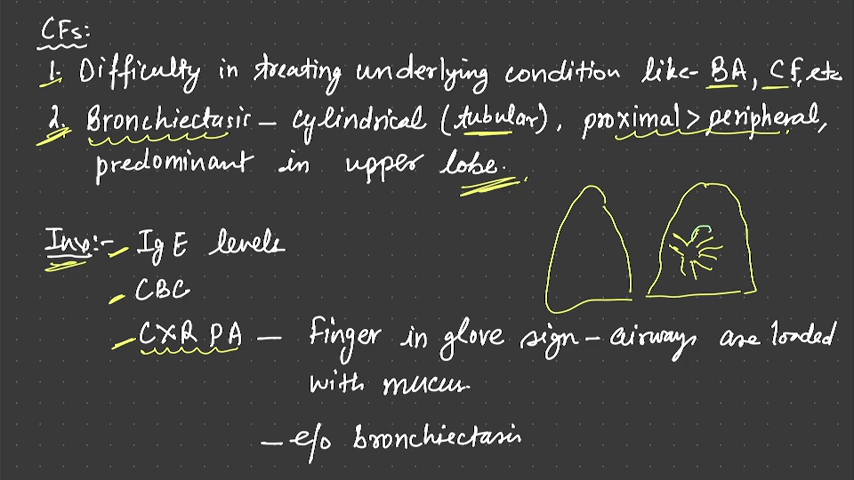 CFs:
1. Difficulty in treating underlying condition like- BA, Cf, etc
2. Bronchiectasis – cylindrical (tubular), proximal > peripheral,
predominant in upper lobe.
Inv:- IgE levels
CBC
CXR PA – Finger in glove sign – airways are loaded
with mucus.
– e/o bronchiectasis